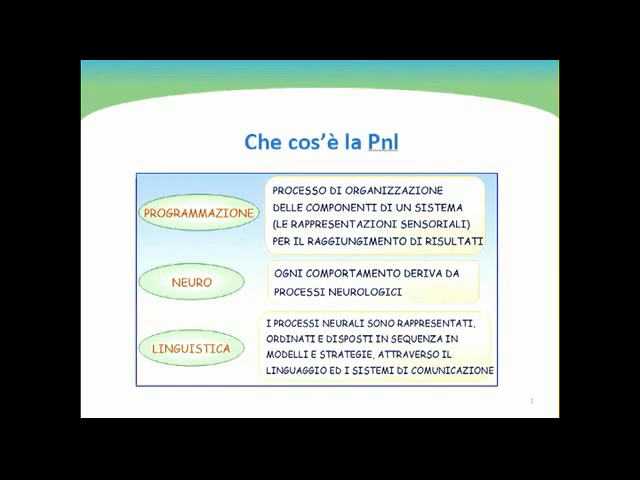 Che cos'è la Pnl
PROGRAMMAZIONE
PROCESSO DI ORGANIZZAZIONE
DELLE COMPONENTI DI UN SISTEMA
(LE RAPPRESENTAZIONI SENSORIALI)
PER IL RAGGIUNGIMENTO DI RISULTATI
NEURO
OGNI COMPORTAMENTO DERIVA DA
PROCESSI NEUROLOGICI
LINGUISTICA
I PROCESSI NEURALI SONO RAPPRESENTATI,
ORDINATI E DISPOSTI IN SEQUENZA IN
MODELLI E STRATEGIE, ATTRAVERSO IL
LINGUAGGIO ED I SISTEMI DI COMUNICAZIONE